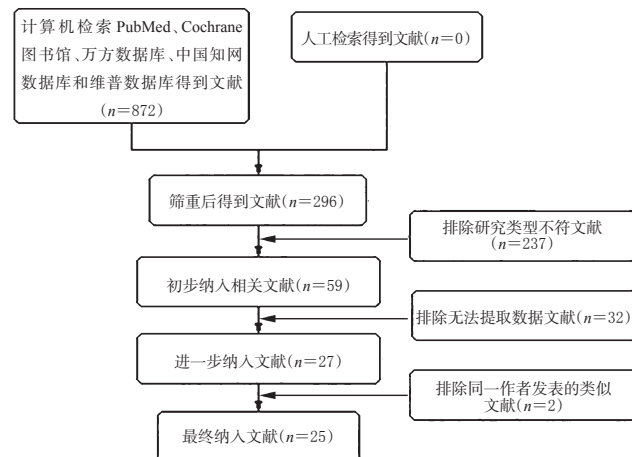 计算机检索 PubMed、Cochrane
图书馆、万方数据库、中国知网
数据库和维普数据库得到文献
(n=872)
人工检索得到文献(n=0)
筛重后得到文献(n=296)
排除研究类型不符文献
(n=237)
初步纳入相关文献(n=59)
排除无法提取数据文献(n=32)
进一步纳入文献(n=27)
排除同一作者发表的类似
文献(n=2)
最终纳入文献(n=25)